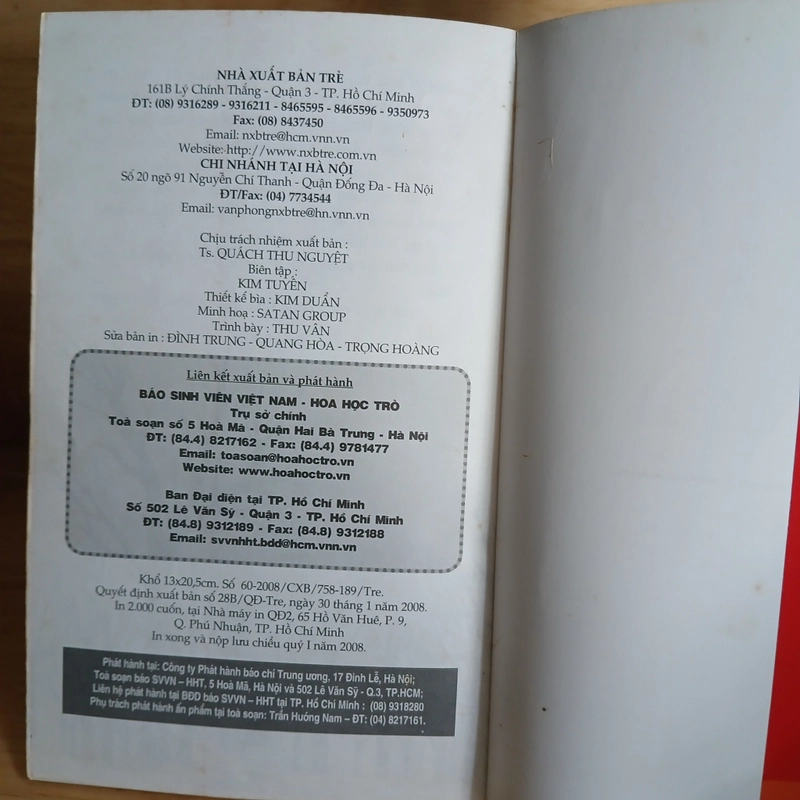 NHÀ XUẤT BẢN TRẺ
161B Lý Chính Thắng - Quận 3 - TP. Hồ Chí Minh
ĐT: (08) 9316289 - 9316211 - 8465595 - 8465596 - 9350973
Fax: (08) 8437450
Email: nxbtre@hcm.vnn.vn
Website: http://www.nxbtre.com.vn
CHI NHÁNH TẠI HÀ NỘI
Số 20 ngõ 91 Nguyễn Chí Thanh - Quận Đống Đa - Hà Nội
ĐT/Fax: (04) 7734544
Email: vanphongnxbtre@hn.vnn.vn
Chịu trách nhiệm xuất bản :
Ts. QUÁCH THU NGUYỆT
Biên tập :
KIM TUYẾN
Thiết kế bìa : KIM DUẨN
Minh hoạ : SATAN GROUP
Trình bày : THU VÂN
Sửa bản in : ĐÌNH TRUNG - QUANG HÒA - TRỌNG HOÀNG
Liên kết xuất bản và phát hành
BÁO SINH VIÊN VIỆT NAM - HOA HỌC TRÒ
Trụ sở chính
Toà soạn số 5 Hoà Mã - Quận Hai Bà Trưng - Hà Nội
ĐT: (84.4) 8217162 - Fax: (84.4) 9781477
Email: toasoan@hoahoctro.vn
Website: www.hoahoctro.vn
Ban Đại diện tại TP. Hồ Chí Minh
Số 502 Lê Văn Sỹ - Quận 3 - TP. Hồ Chí Minh
ĐT: (84.8) 9312189 - Fax: (84.8) 9312188
Email: svvnhht.bdd@hcm.vnn.vn
Khổ 13x20,5cm. Số 60-2008/CXB/758-189/Tre.
Quyết định xuất bản số 28B/QĐ-Tre, ngày 30 tháng 1 năm 2008.
In 2.000 cuốn, tại Nhà máy in QĐ2, 65 Hồ Văn Huê, P. 9,
Q. Phú Nhuận, TP. Hồ Chí Minh
In xong và nộp lưu chiểu quý I năm 2008.
Phát hành tại: Công ty Phát hành báo chí Trung ương, 17 Đinh Lễ, Hà Nội;
Toà soạn báo SVVN – HHT, 5 Hoà Mã, Hà Nội và 502 Lê Văn Sỹ - Q.3, TP.HCM;
Liên hệ phát hành tại BĐD báo SVVN – HHT tại TP. Hồ Chí Minh : (08) 9318280
Phụ trách phát hành ấn phẩm tại toà soạn: Trần Hướng Nam – ĐT: (04) 8217161.